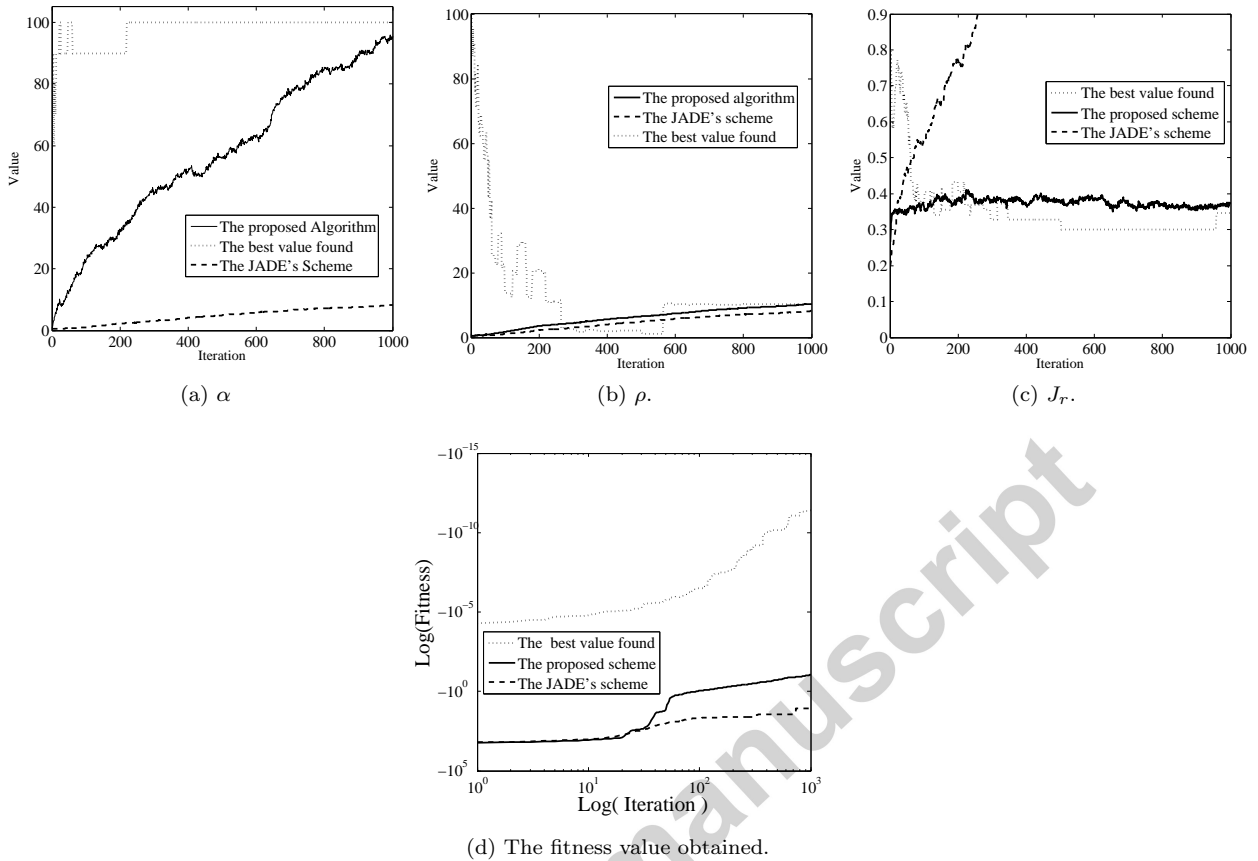 100
80
60
40
20
0
Value
0 200 400 600 800 1000
Iteration
The proposed Algorithm
The best value found
The JADE's Scheme
(a) α
100
80
60
40
20
0
Value
0 200 400 600 800 1000
Iteration
The proposed algorithm
The JADE's scheme
The best value found
(b) ρ.
0.9
0.8
0.7
0.6
0.5
0.4
0.3
0.2
0.1
Value
0 200 400 600 800 1000
Iteration
The best value found
The proposed scheme
The JADE's scheme
(c) J_r.
−10^−15
−10^−10
−10^−5
−10^0
−10^5
Log(Fitness)
10^0 10^1 10^2 10^3
Log( Iteration )
The best value found
The proposed scheme
The JADE's scheme
(d) The fitness value obtained.
manuscript